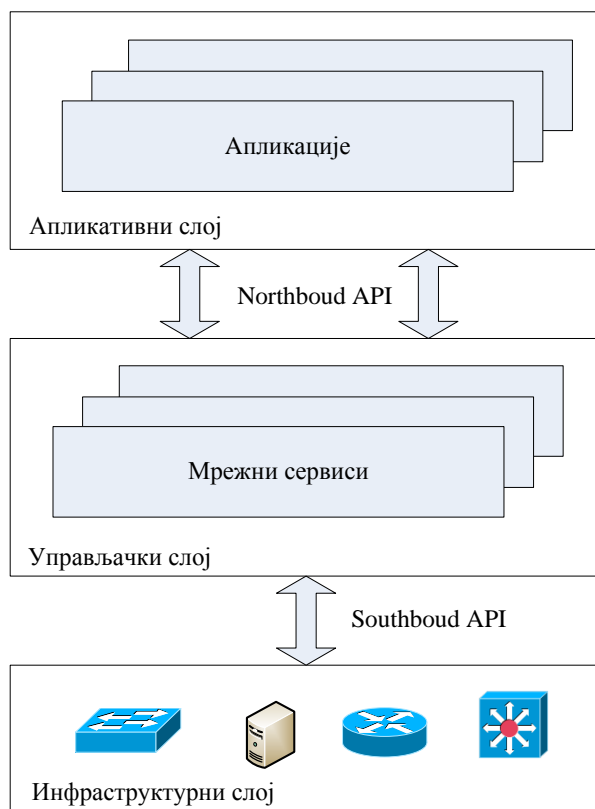 Апликације
Апликативни слој
Northboud API
Мрежни сервиси
Управљачки слој
Southboud API
Инфраструктурни слој